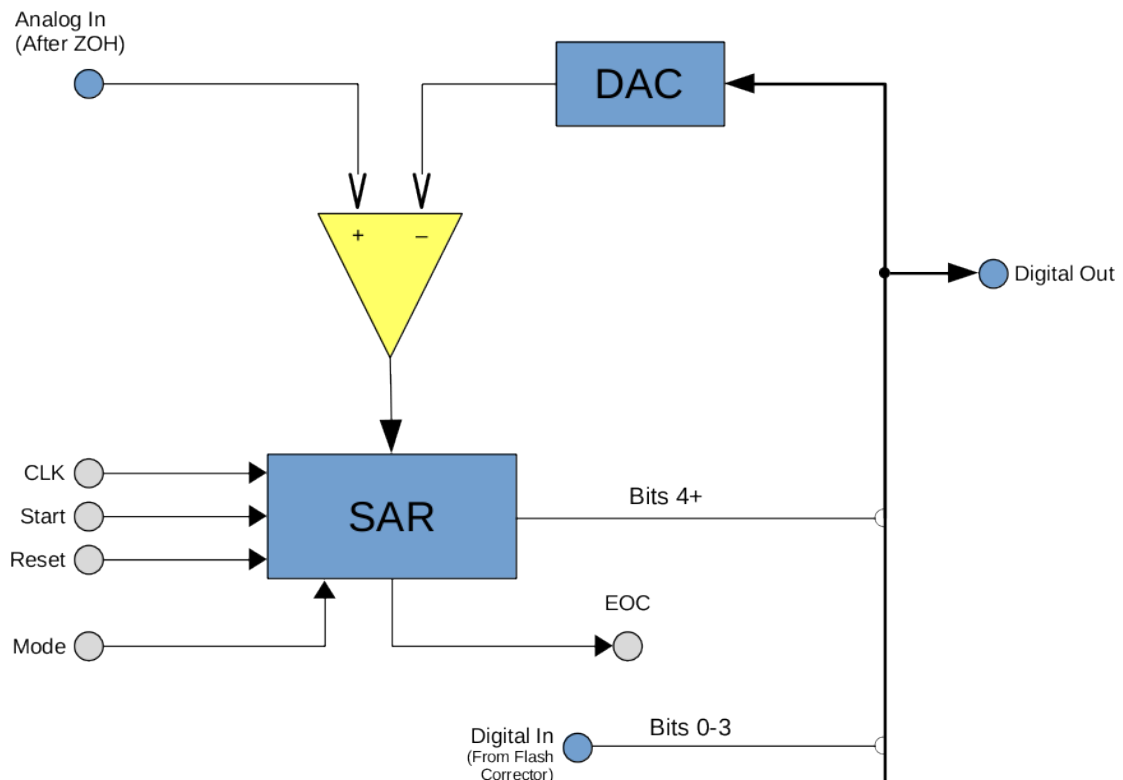 Analog In
(After ZOH)
DAC
+
–
Digital Out
CLK
Start
Reset
SAR
Bits 4+
Mode
EOC
Digital In
(From Flash
Corrector)
Bits 0-3